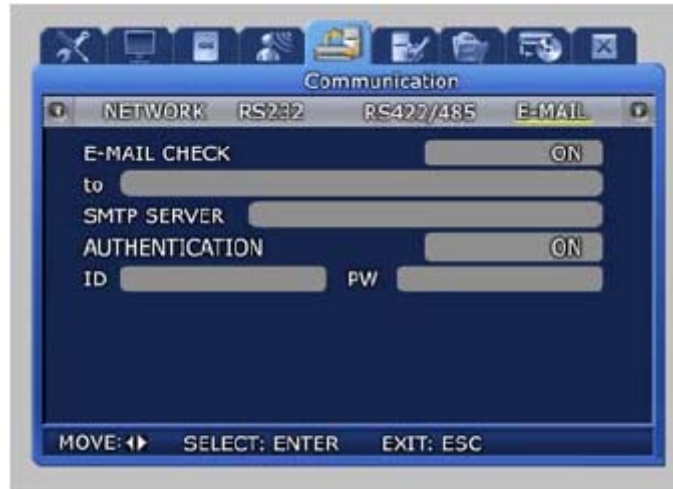 Communication
NETWORK RS232 RS422/485 E-MAIL
E-MAIL CHECK ON
to
SMTP SERVER
AUTHENTICATION ON
ID PW
MOVE: SELECT: ENTER EXIT: ESC